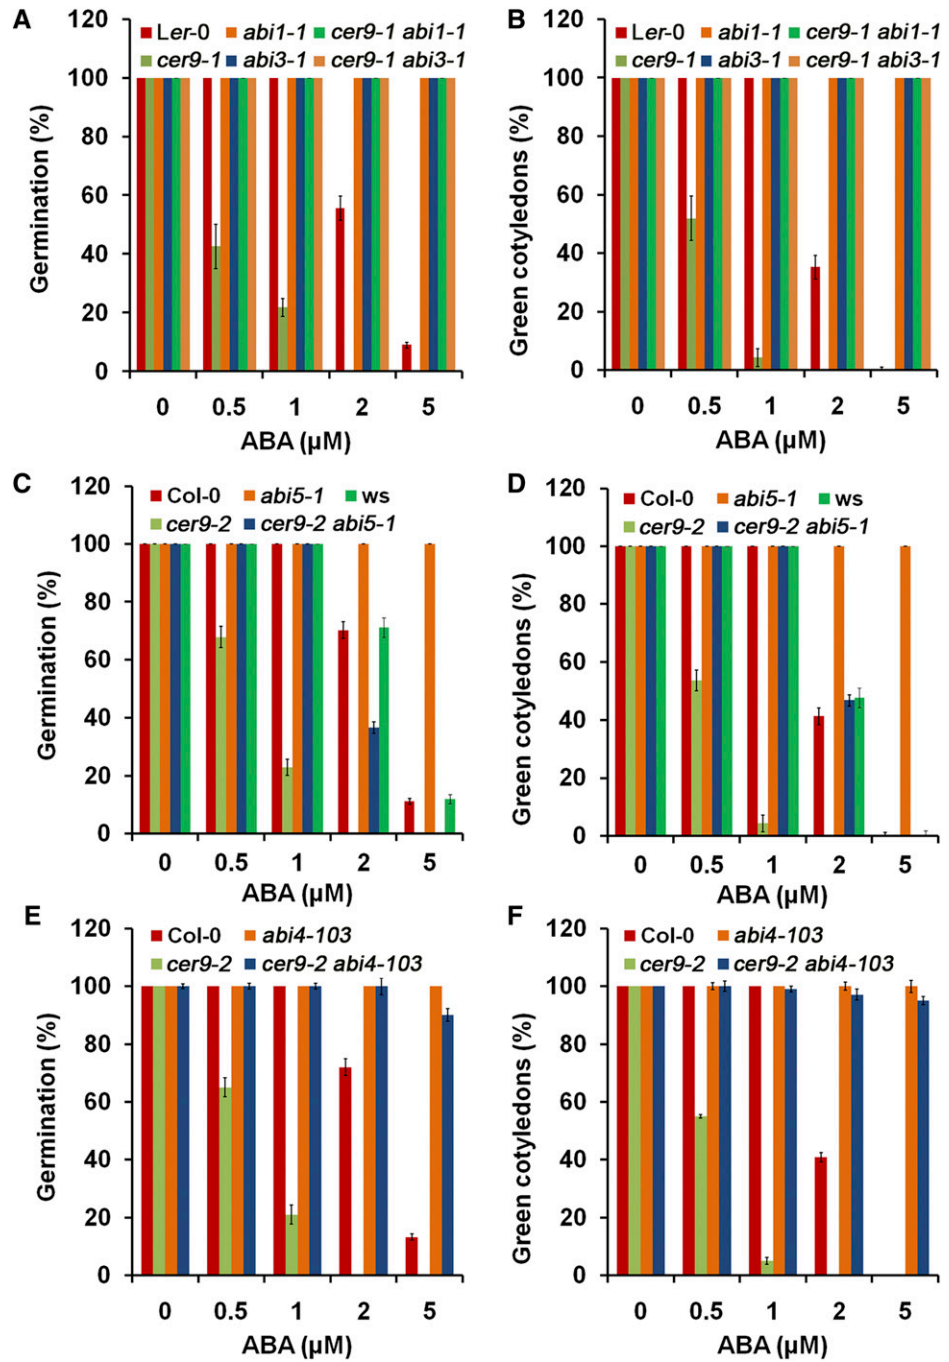 A
120
100
80
60
40
20
0
Germination (%)
Ler-0 abi1-1 cer9-1 abi1-1
cer9-1 abi3-1 cer9-1 abi3-1
0 0.5 1 2 5
ABA (µM)
B
120
100
80
60
40
20
0
Green cotyledons (%)
Ler-0 abi1-1 cer9-1 abi1-1
cer9-1 abi3-1 cer9-1 abi3-1
0 0.5 1 2 5
ABA (µM)
C
120
100
80
60
40
20
0
Germination (%)
Col-0 abi5-1 ws
cer9-2 cer9-2 abi5-1
0 0.5 1 2 5
ABA (µM)
D
120
100
80
60
40
20
0
Green cotyledons (%)
Col-0 abi5-1 ws
cer9-2 cer9-2 abi5-1
0 0.5 1 2 5
ABA (µM)
E
120
100
80
60
40
20
0
Germination (%)
Col-0 abi4-103
cer9-2 cer9-2 abi4-103
0 0.5 1 2 5
ABA (µM)
F
120
100
80
60
40
20
0
Green cotyledons (%)
Col-0 abi4-103
cer9-2 cer9-2 abi4-103
0 0.5 1 2 5
ABA (µM)